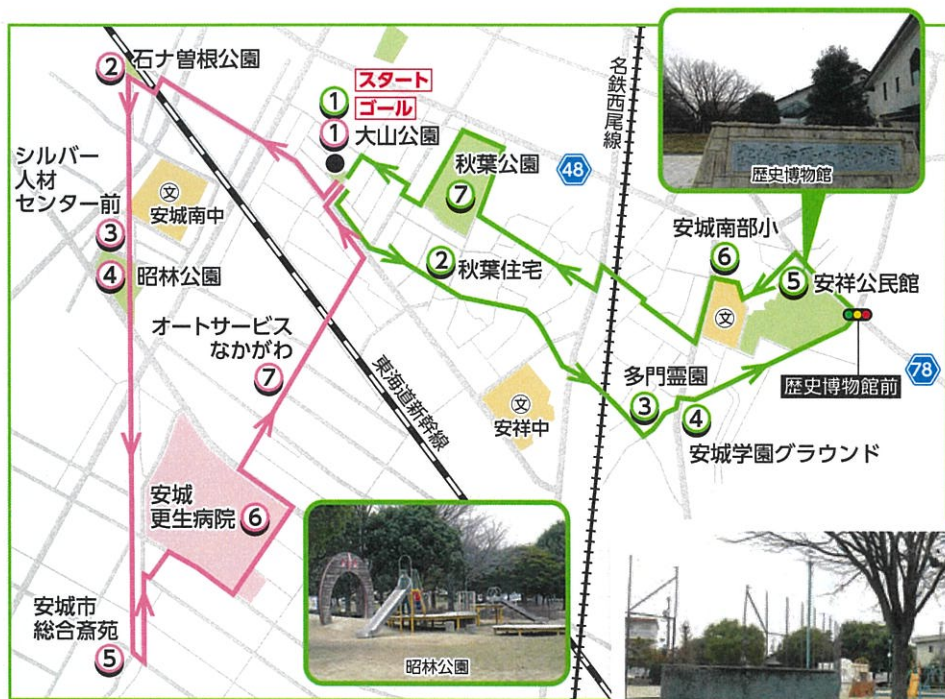 ② 石ナ曽根公園
スタート
① ゴール
① 大山公園
名鉄西尾線
歴史博物館
シルバー
人材
センター前
③
文
安城南中
秋葉公園
⑦
48
安城南部小
⑥
④ 昭林公園
② 秋葉住宅
⑤ 安祥公民館
文
オートサービス
なかがわ
⑦
東海道新幹線
歴史博物館前
78
多門霊園
③
④
安城学園グラウンド
文
安祥中
安城
更生病院 ⑥
安城市
総合斎苑
⑤
昭林公園